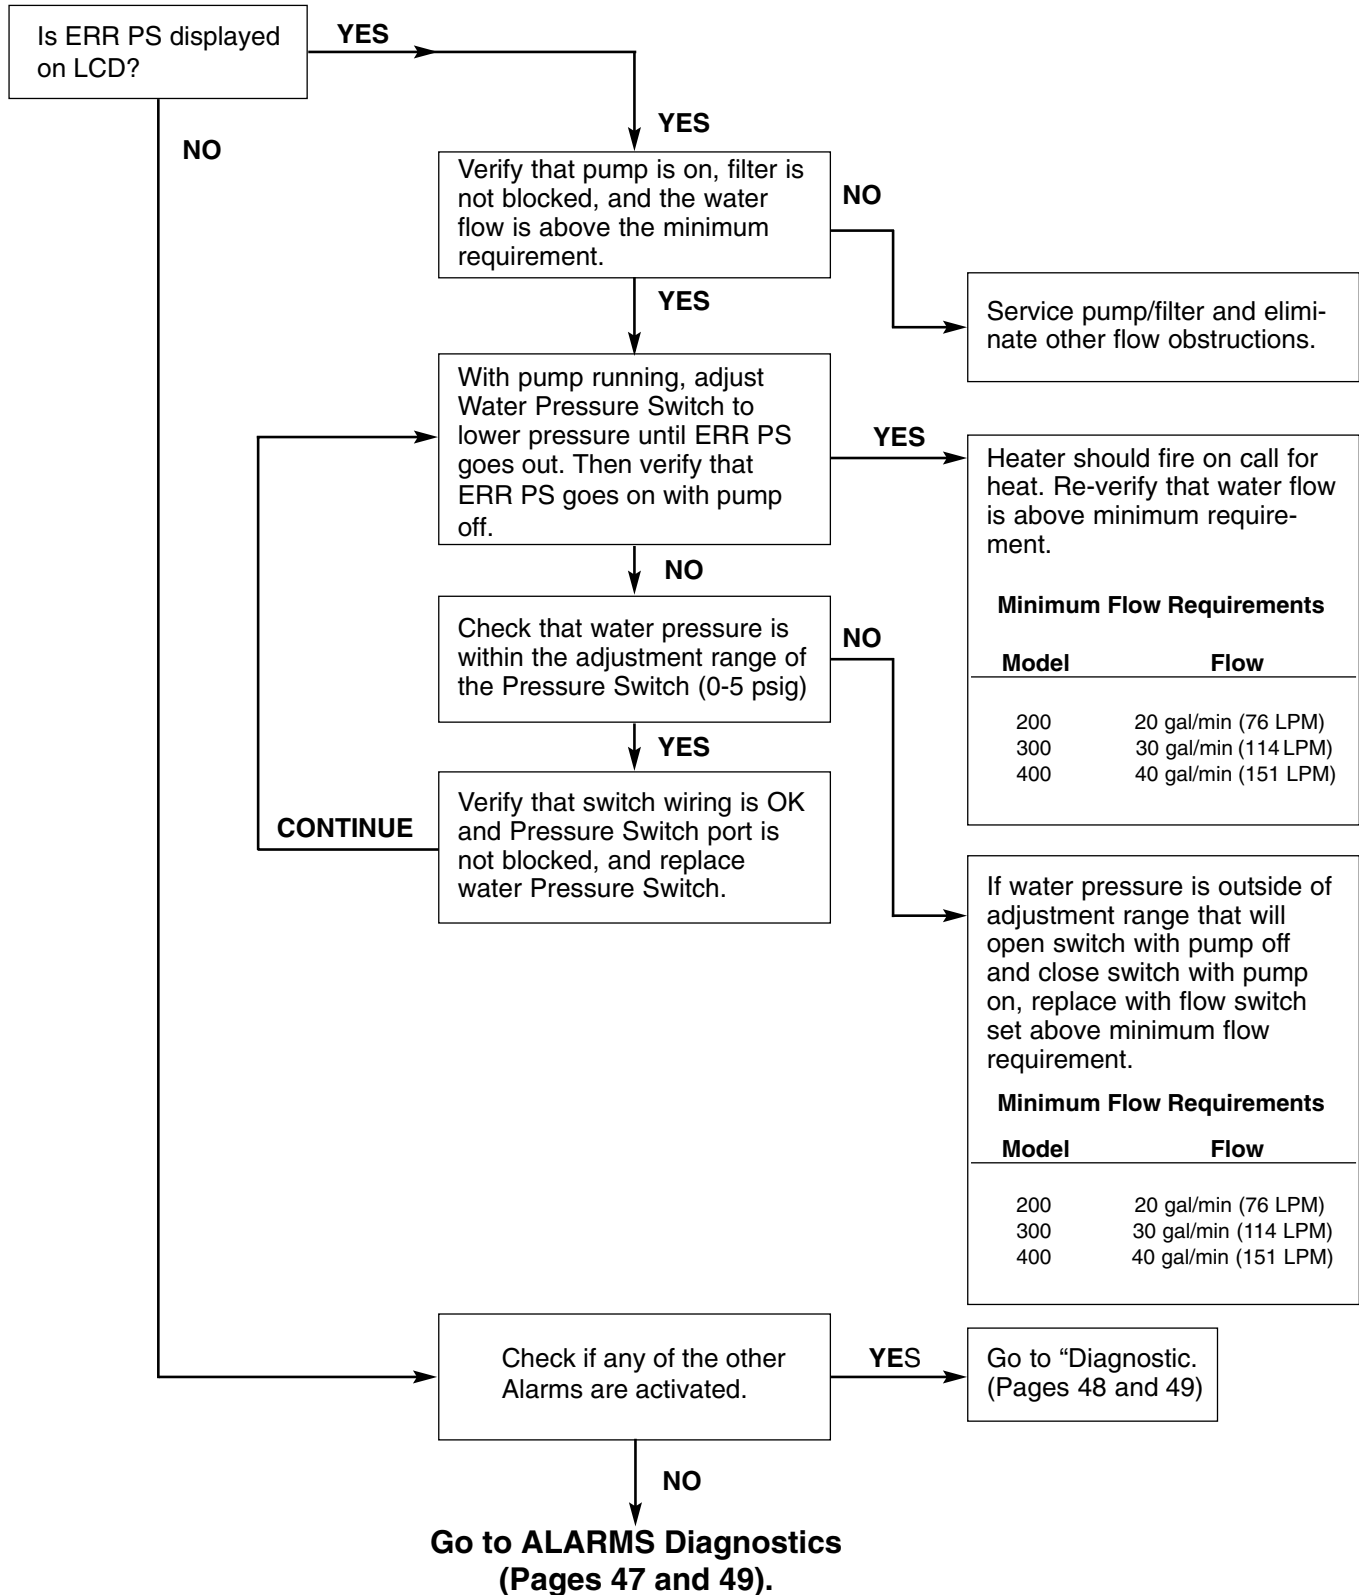 Is ERR PS displayed
on LCD?
YES
NO
YES
Verify that pump is on, filter is
not blocked, and the water
flow is above the minimum
requirement.
NO
YES
Service pump/filter and elimi-
nate other flow obstructions.
With pump running, adjust
Water Pressure Switch to
lower pressure until ERR PS
goes out. Then verify that
ERR PS goes on with pump
off.
YES
Heater should fire on call for
heat. Re-verify that water flow
is above minimum require-
ment.
Minimum Flow Requirements
Model Flow
200 20 gal/min (76 LPM)
300 30 gal/min (114 LPM)
400 40 gal/min (151 LPM)
NO
Check that water pressure is
within the adjustment range of
the Pressure Switch (0-5 psig)
NO
YES
Verify that switch wiring is OK
and Pressure Switch port is
not blocked, and replace
water Pressure Switch.
CONTINUE
If water pressure is outside of
adjustment range that will
open switch with pump off
and close switch with pump
on, replace with flow switch
set above minimum flow
requirement.
Minimum Flow Requirements
Model Flow
200 20 gal/min (76 LPM)
300 30 gal/min (114 LPM)
400 40 gal/min (151 LPM)
Check if any of the other
Alarms are activated.
YES
Go to “Diagnostic.
(Pages 48 and 49)
NO
Go to ALARMS Diagnostics
(Pages 47 and 49).